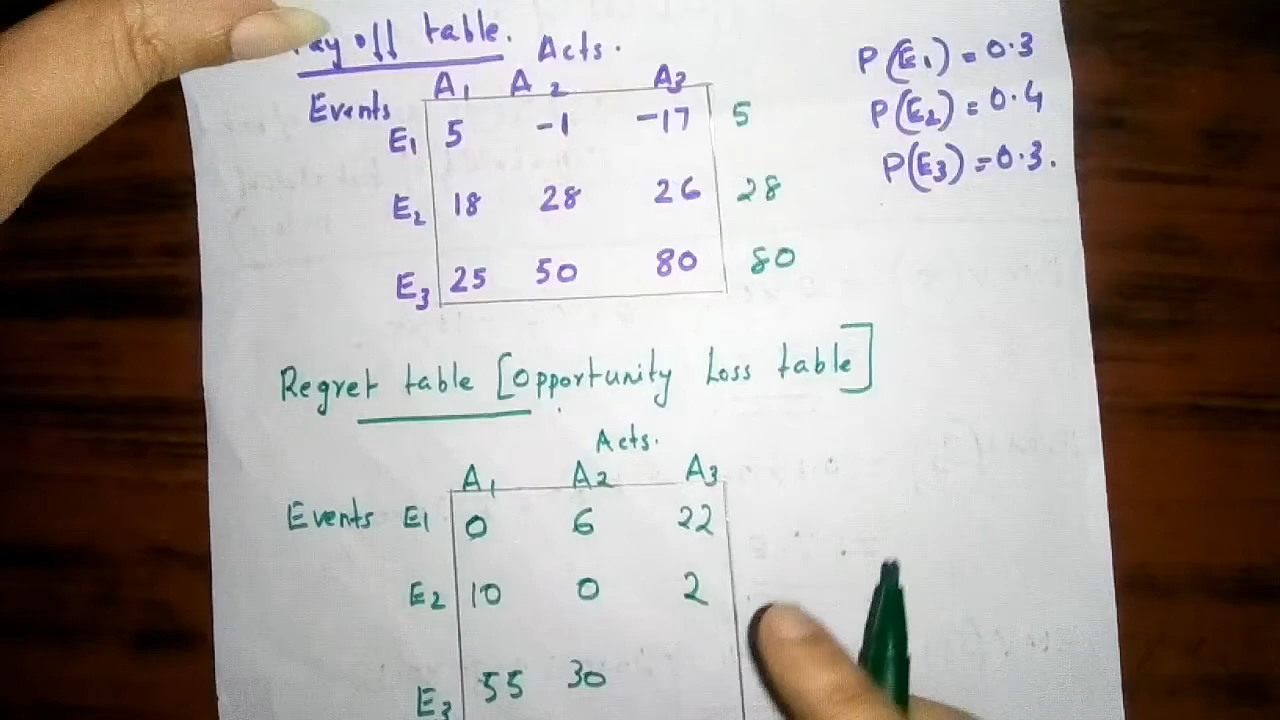 Pay off table.
Acts.
A1 A2 A3
Events
E1 5 -1 -17 5
E2 18 28 26 28
E3 25 50 80 80
P(E1) = 0.3
P(E2) = 0.4
P(E3) = 0.3.
Regret table [Opportunity Loss table]
Acts.
A1 A2 A3
Events E1 0 6 22
E2 10 0 2
E3 55 30